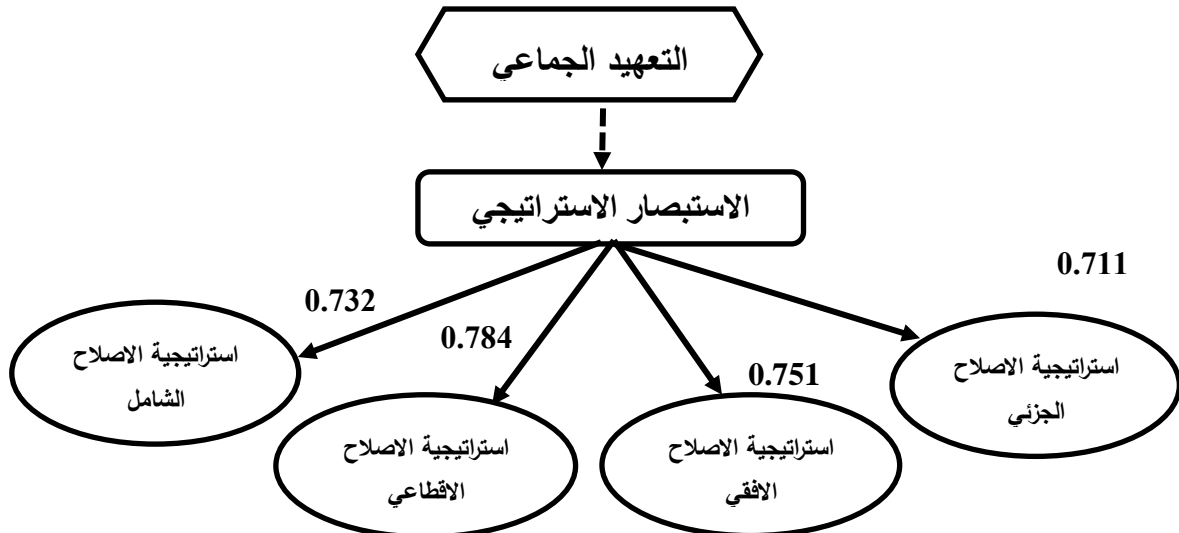 التعهيد الجماعي
الاستبصار الاستراتيجي
0.711
0.732
0.784
0.751
استراتيجية الاصلاح
الجزئي
استراتيجية الاصلاح
الافقي
استراتيجية الاصلاح
الاقطاعي
استراتيجية الاصلاح
الشامل